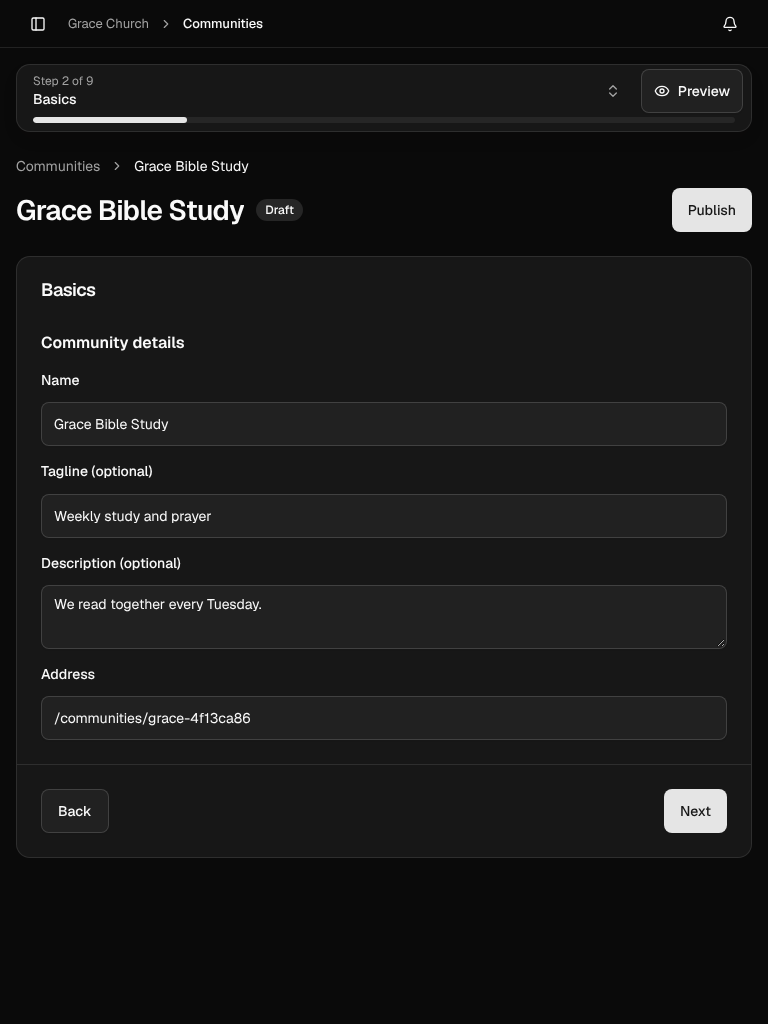 Grace Church > Communities
Step 2 of 9
Basics
Preview
Communities > Grace Bible Study
Grace Bible Study
Draft
Publish
Basics
Community details
Name
Grace Bible Study
Tagline (optional)
Weekly study and prayer
Description (optional)
We read together every Tuesday.
Address
/communities/grace-4f13ca86
Back
Next